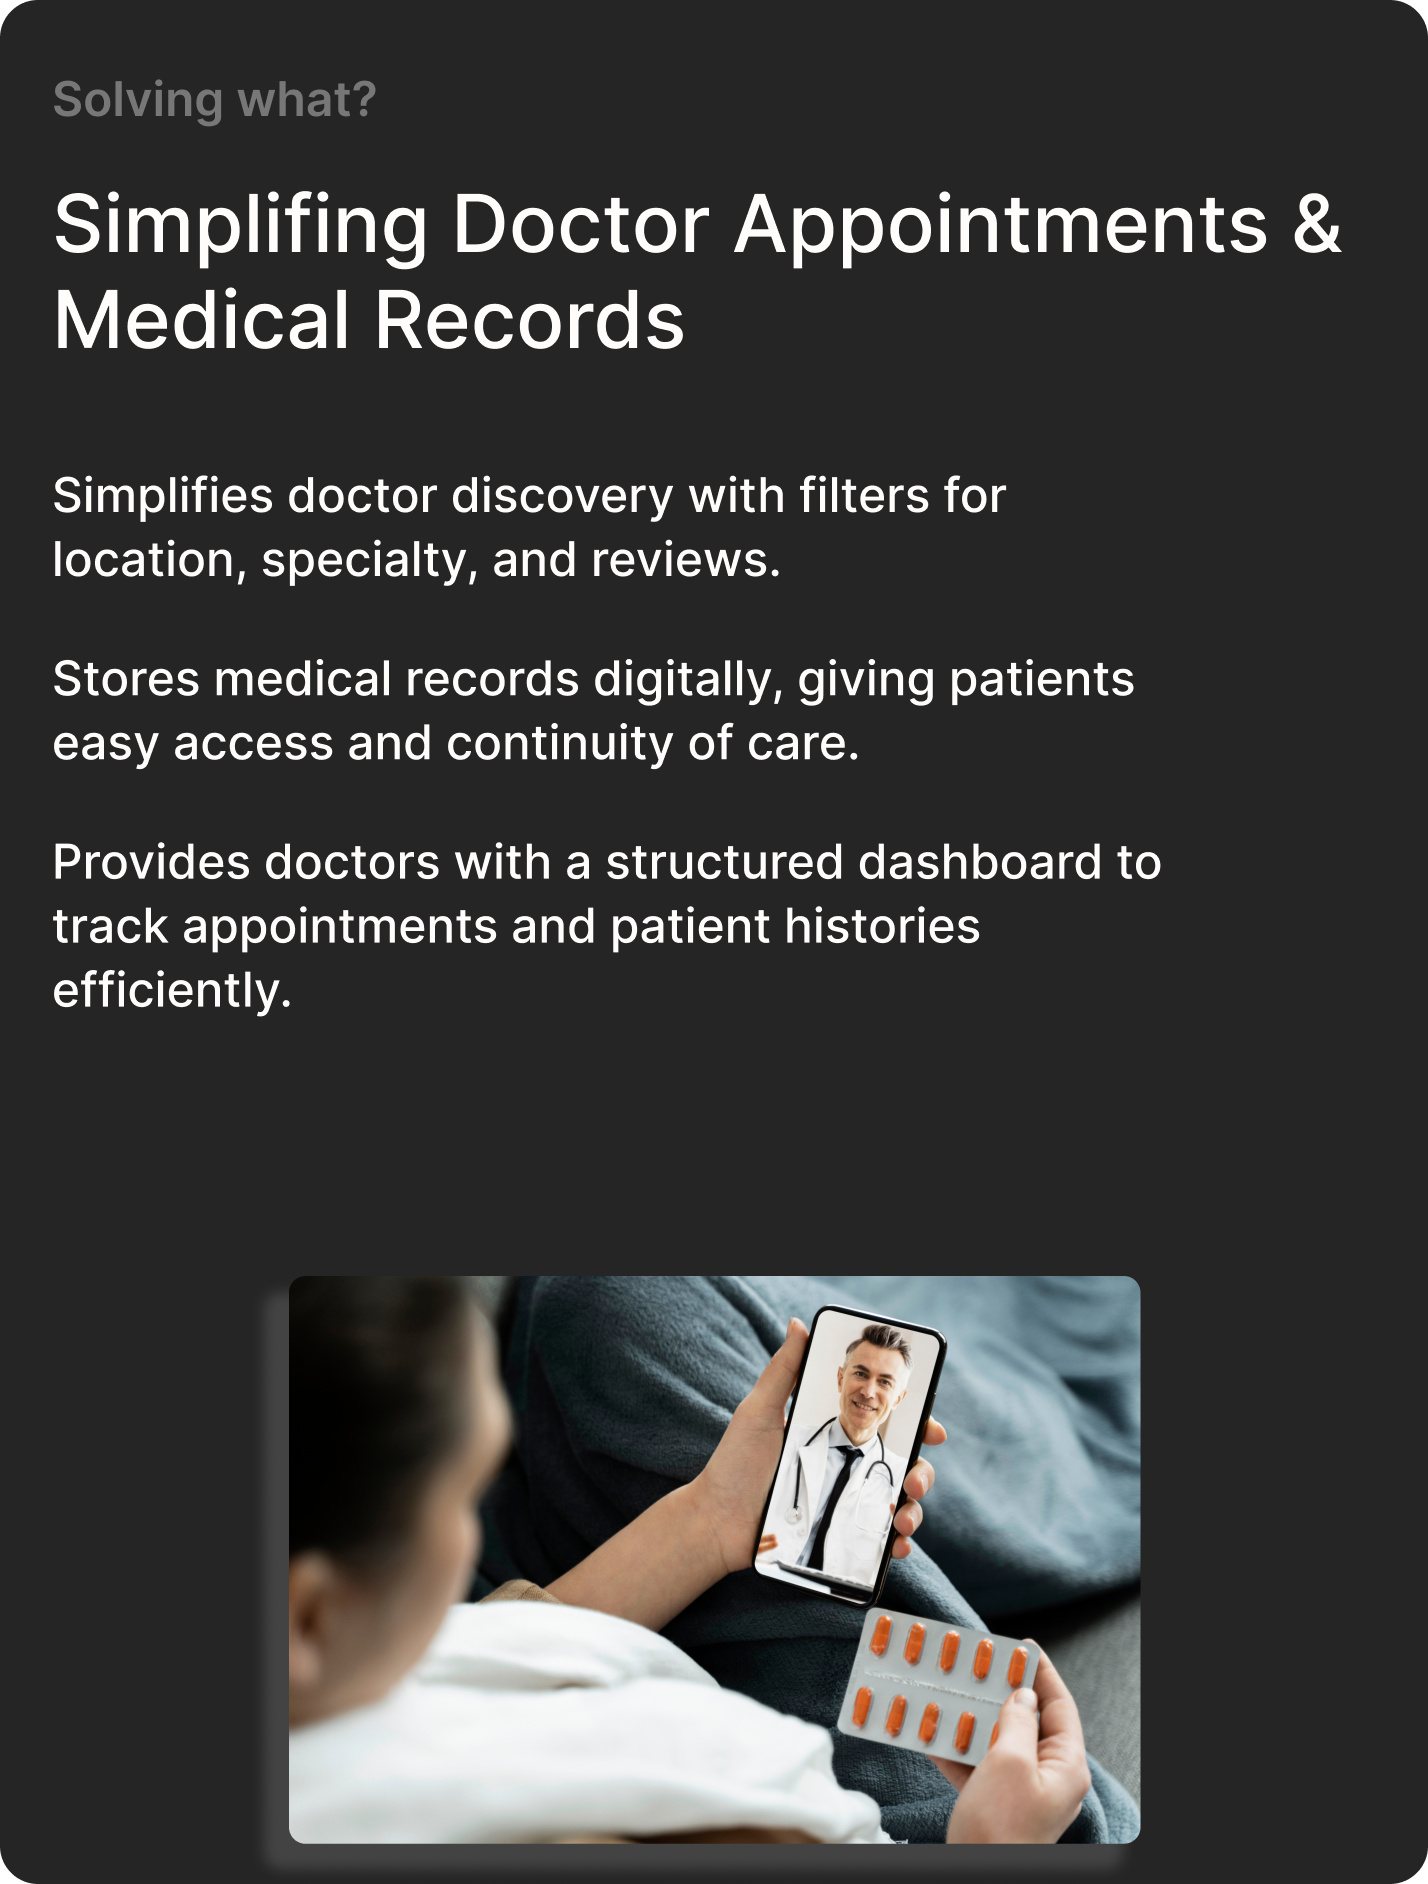 Solving what?
Simplifing Doctor Appointments &
Medical Records
Simplifies doctor discovery with filters for
location, specialty, and reviews.
Stores medical records digitally, giving patients
easy access and continuity of care.
Provides doctors with a structured dashboard to
track appointments and patient histories
efficiently.